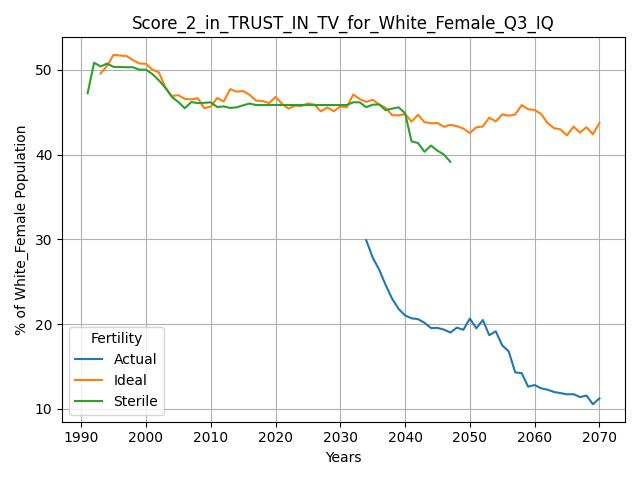 Score_2_in_TRUST_IN_TV_for_White_Female_Q3_IQ
% of White_Female Population
50
40
30
20
10
Fertility
Actual
Ideal
Sterile
1990 2000 2010 2020 2030 2040 2050 2060 2070
Years